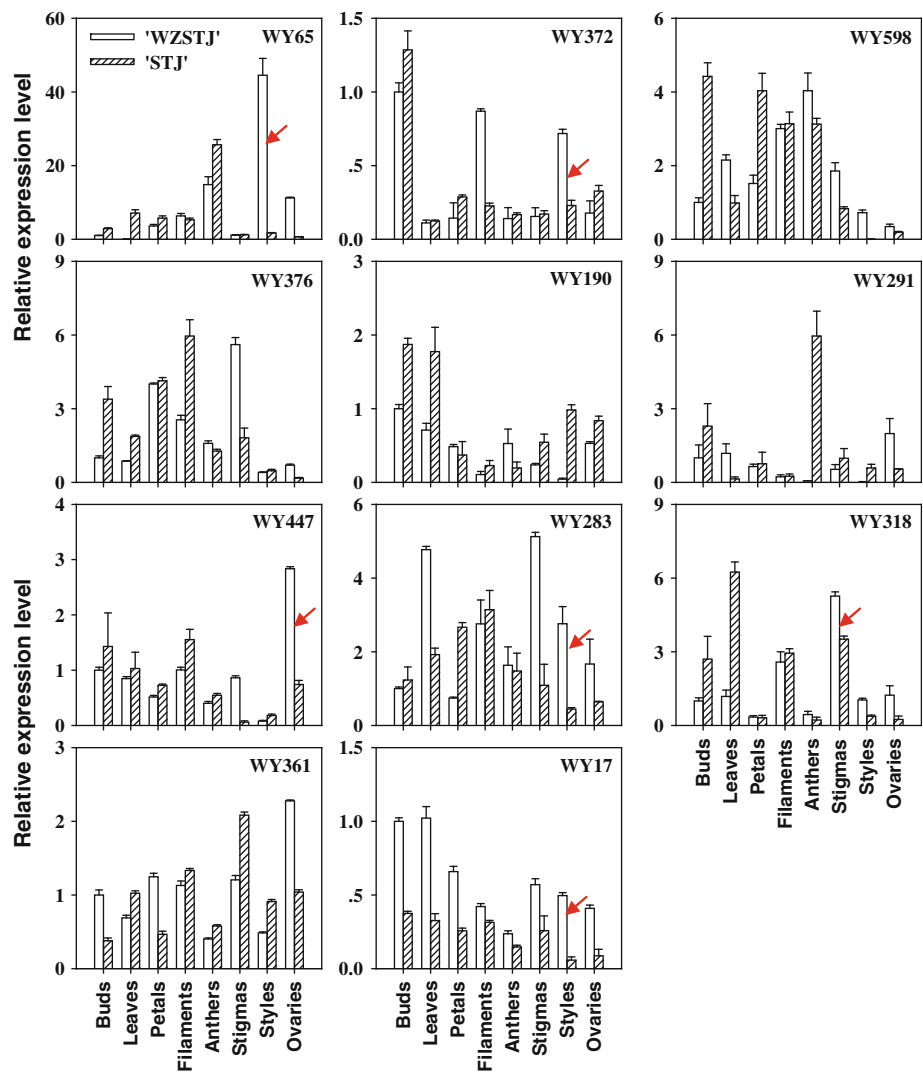 Relative expression level
60
40
20
0
'WZSTJ'
'STJ'
WY65
1.5
1.0
.5
0.0
WY372
6
4
2
0
WY598
9
6
3
0
WY376
3
2
1
0
WY190
9
6
3
0
WY291
Relative expression level
4
3
2
1
0
WY447
6
4
2
0
WY283
9
6
3
0
WY318
Buds
Leaves
Petals
Filaments
Anthers
Stigmas
Styles
Ovaries
3
2
1
0
WY361
Buds
Leaves
Petals
Filaments
Anthers
Stigmas
Styles
Ovaries
1.5
1.0
.5
0.0
WY17
Buds
Leaves
Petals
Filaments
Anthers
Stigmas
Styles
Ovaries